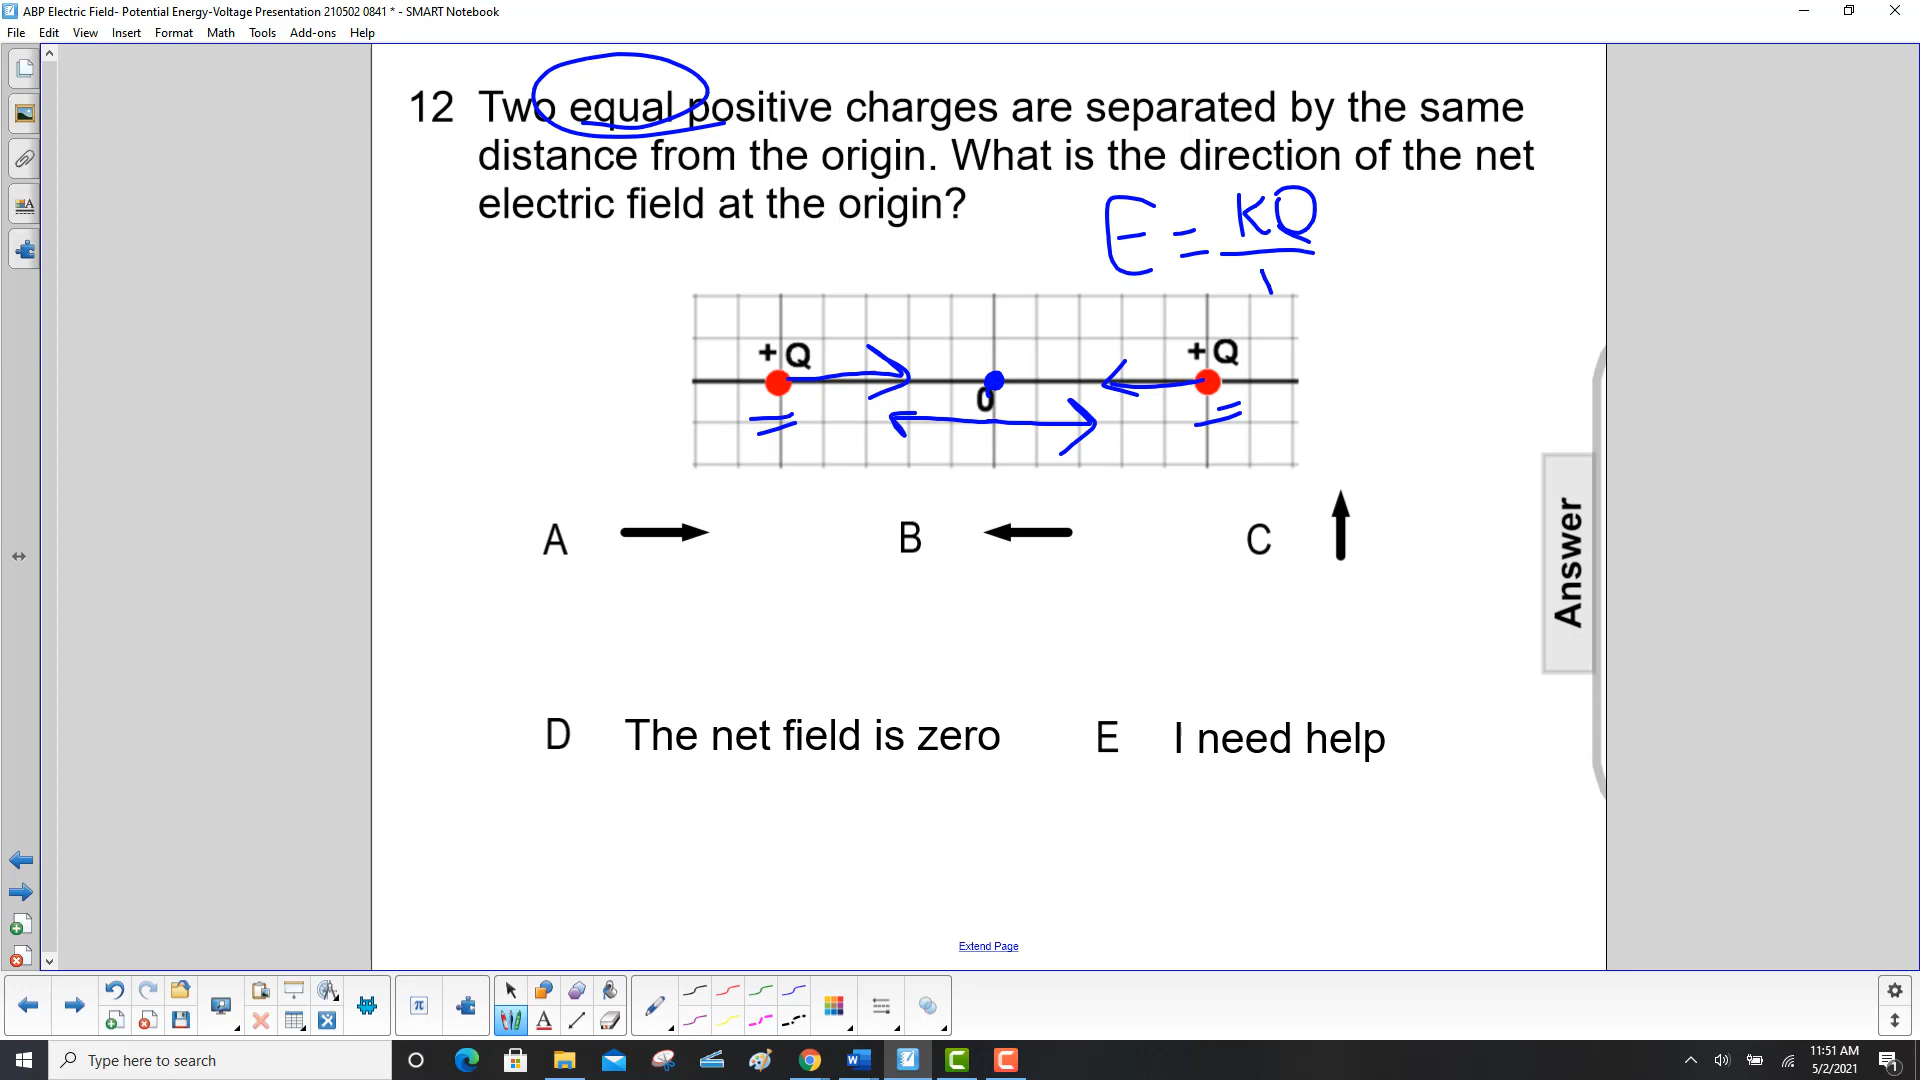 ABP Electric Field- Potential Energy-Voltage Presentation 210502 0841 * - SMART Notebook
File Edit View Insert Format Math Tools Add-ons Help
12 Two equal positive charges are separated by the same
distance from the origin. What is the direction of the net
electric field at the origin?
E = KQ
+ Q
+ Q
0
A
B
C
Answer
D The net field is zero
E I need help
Extend Page
π
A
Type here to search
11:51 AM
5/2/2021
1